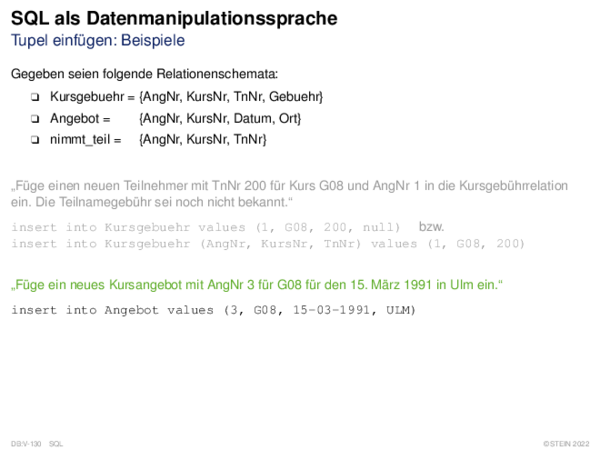 SQL als Datenmanipulationssprache
Tupel einfügen: Beispiele
Gegeben seien folgende Relationenschemata:
❏ Kursgebuehr = {AngNr, KursNr, TnNr, Gebuehr}
❏ Angebot = {AngNr, KursNr, Datum, Ort}
❏ nimmt_teil = {AngNr, KursNr, TnNr}
„Füge einen neuen Teilnehmer mit TnNr 200 für Kurs G08 und AngNr 1 in die Kursgebührrelation
ein. Die Teilnamegebühr sei noch nicht bekannt.“
insert into Kursgebuehr values (1, G08, 200, null) bzw.
insert into Kursgebuehr (AngNr, KursNr, TnNr) values (1, G08, 200)
„Füge ein neues Kursangebot mit AngNr 3 für G08 für den 15. März 1991 in Ulm ein.“
insert into Angebot values (3, G08, 15-03-1991, ULM)
DB:V-130 SQL ©STEIN 2022